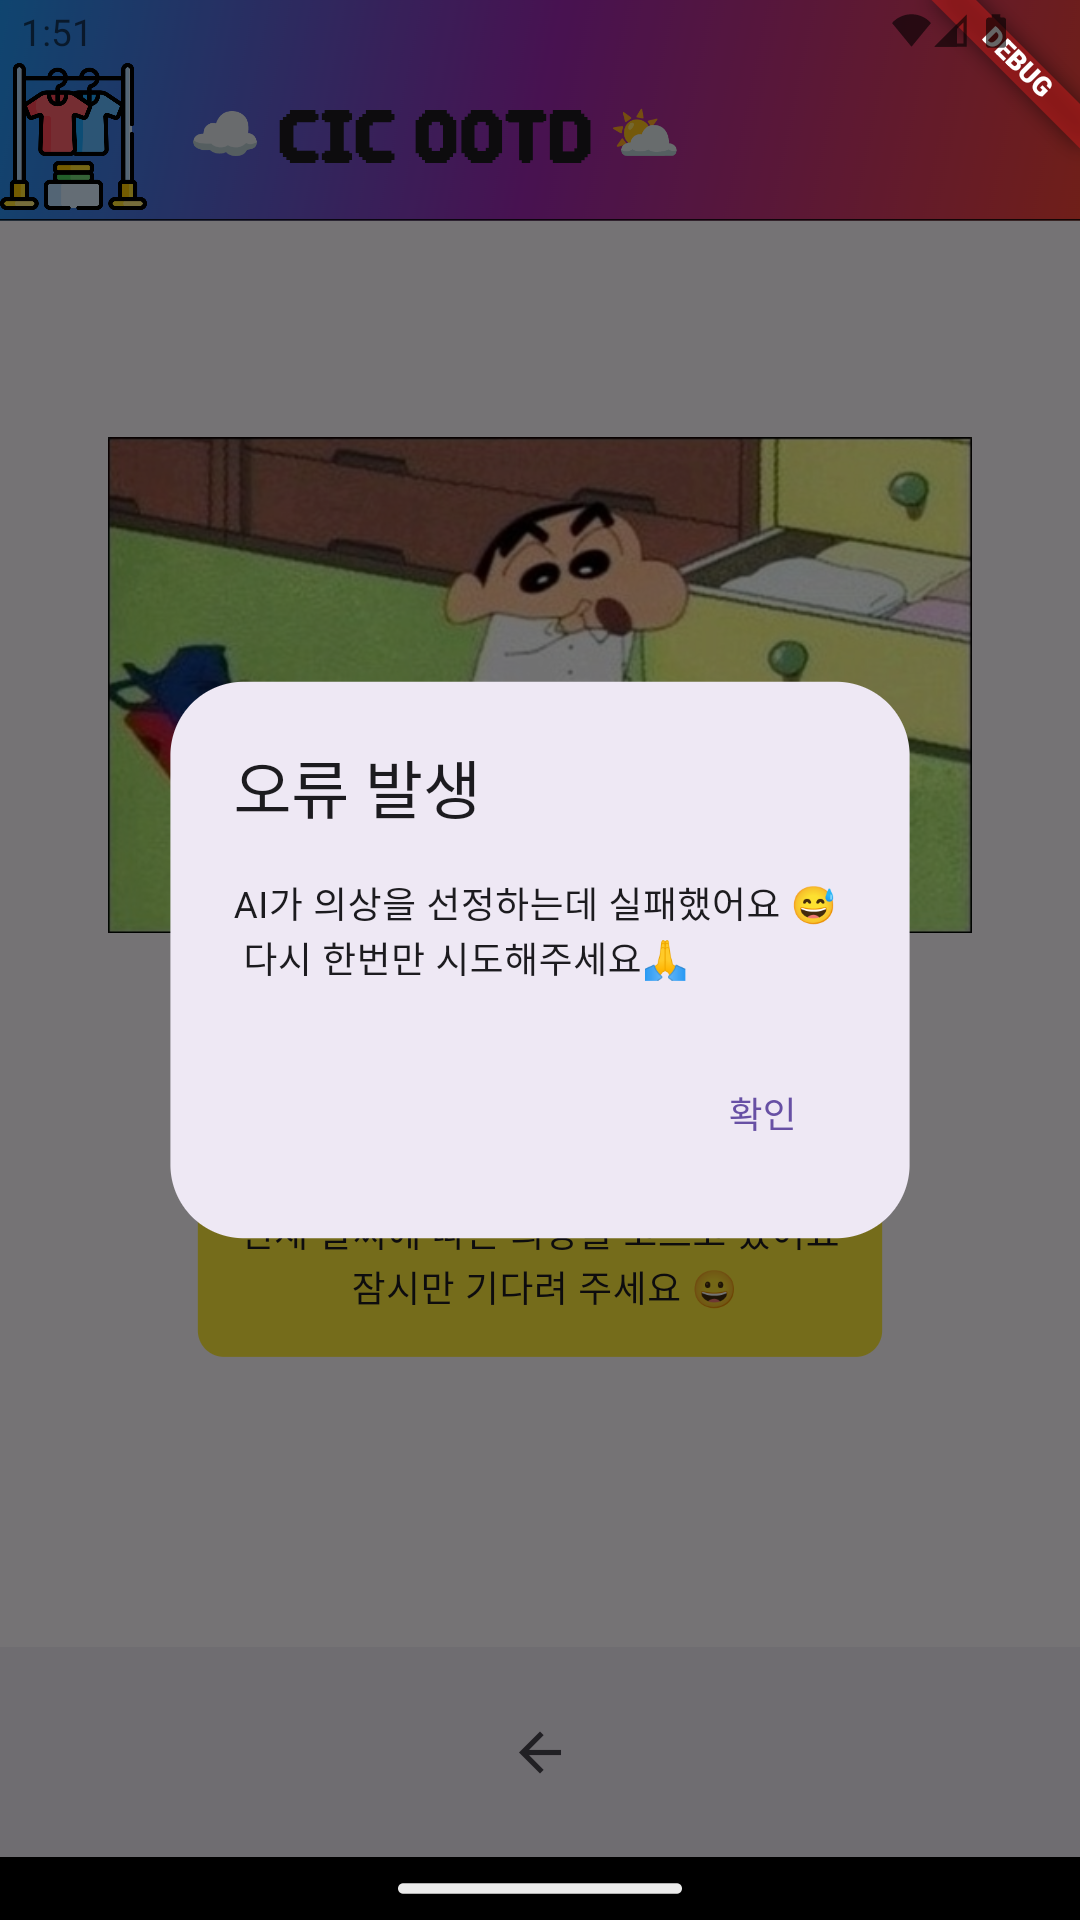 1:51
DEBUG
☁️ CIC OOTD ⛅
오류 발생
AI가 의상을 선정하는데 실패했어요 😅
다시 한번만 시도해주세요🙏
확인
잠시만 기다려 주세요 😀